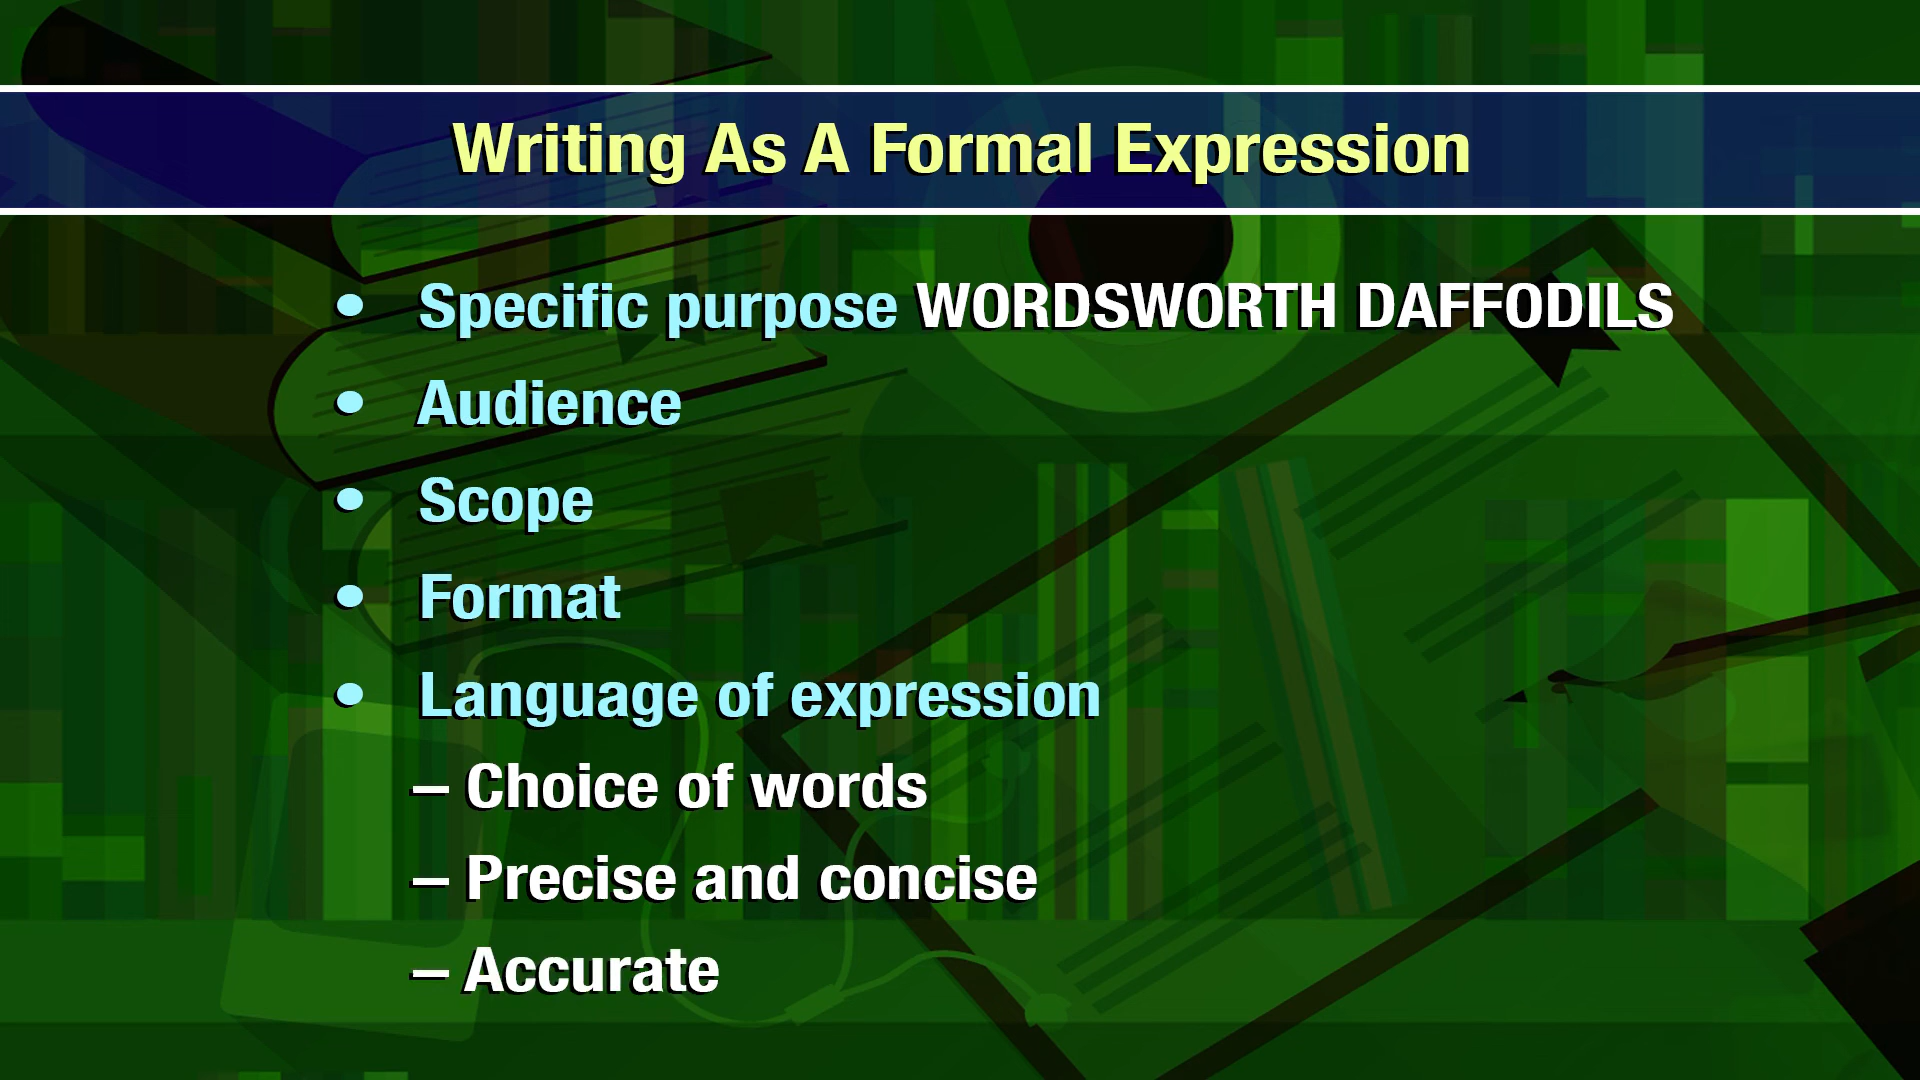 Writing As A Formal Expression
• Specific purpose WORDSWORTH DAFFODILS
• Audience
• Scope
• Format
• Language of expression
– Choice of words
– Precise and concise
– Accurate